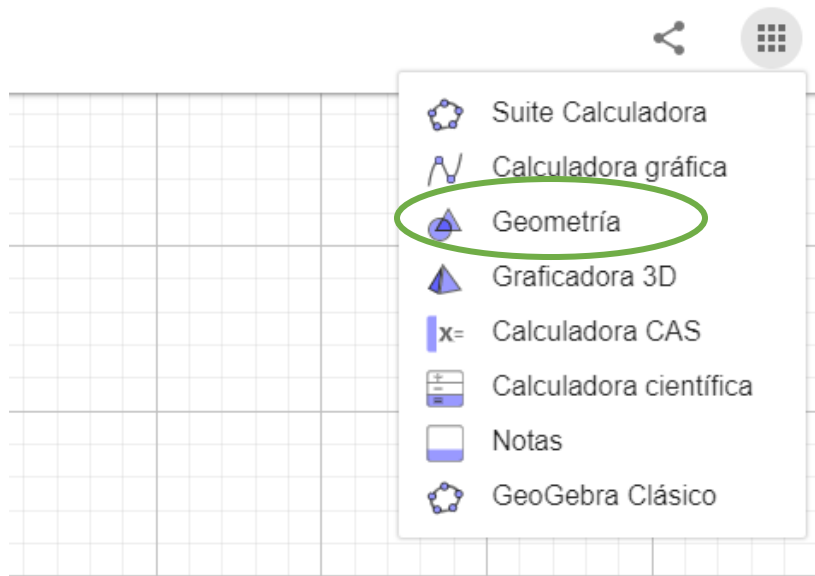 Suite Calculadora
Calculadora gráfica
Geometría
Graficadora 3D
x=
Calculadora CAS
Calculadora científica
Notas
GeoGebra Clásico